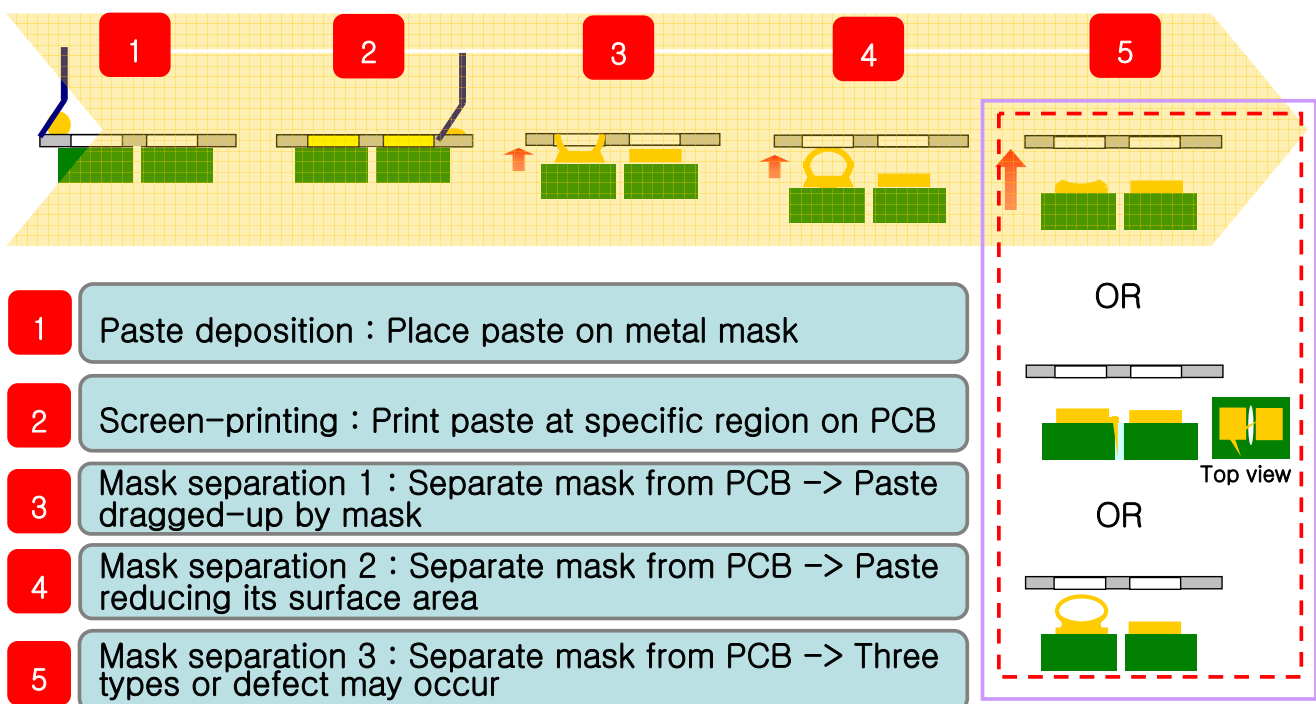 1 2 3 4 5
1
Paste deposition : Place paste on metal mask
2
Screen-printing : Print paste at specific region on PCB
3
Mask separation 1 : Separate mask from PCB -> Paste
dragged-up by mask
4
Mask separation 2 : Separate mask from PCB -> Paste
reducing its surface area
5
Mask separation 3 : Separate mask from PCB -> Three
types or defect may occur
OR
Top view
OR